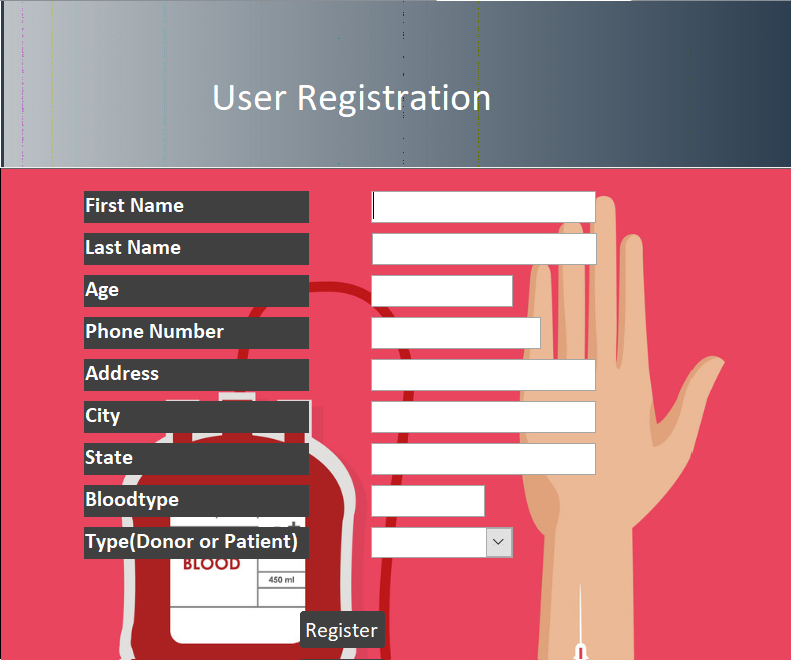 User Registration
First Name
Last Name
Age
Phone Number
Address
City
State
Bloodtype
Type(Donor or Patient)
BLOOD
450 ml
Register